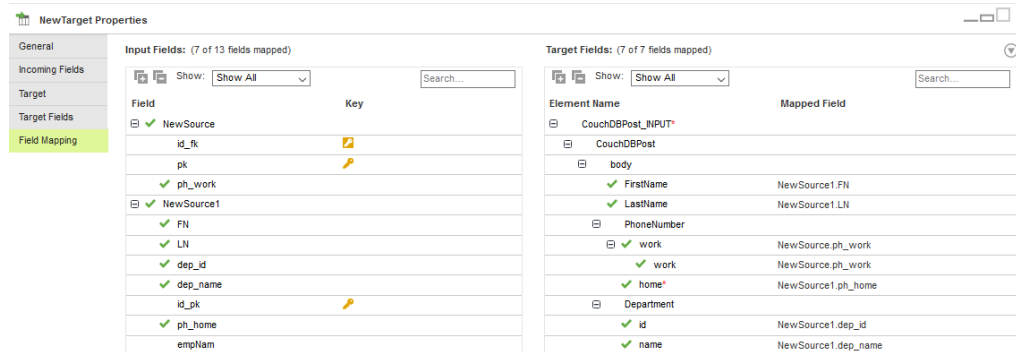 NewTarget Properties
General
Incoming Fields
Target
Target Fields
Field Mapping
Input Fields: (7 of 13 fields mapped)
Show: Show All Search...
Field Key
NewSource
id_fk
pk
ph_work
NewSource1
FN
LN
dep_id
dep_name
id_pk
ph_home
empNam
Target Fields: (7 of 7 fields mapped)
Show: Show All Search...
Element Name Mapped Field
CouchDBPost_INPUT*
CouchDBPost
body
FirstName NewSource1.FN
LastName NewSource1.LN
PhoneNumber
work NewSource.ph_work
work NewSource.ph_work
home* NewSource1.ph_home
Department
id NewSource1.dep_id
name NewSource1.dep_name